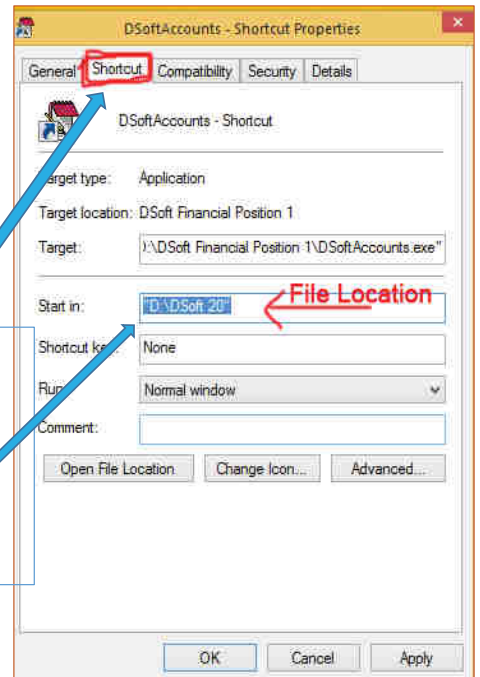 DSoftAccounts - Shortcut Properties
General Shortcut Compatibility Security Details
DSoftAccounts - Shortcut
Target type: Application
Target location: DSoft Financial Position 1
Target: ):\DSoft Financial Position 1\DSoftAccounts.exe"
Start in: "D:\DSoft 20" File Location
Shortcut key: None
Run: Normal window
Comment:
Open File Location Change Icon... Advanced...
OK Cancel Apply